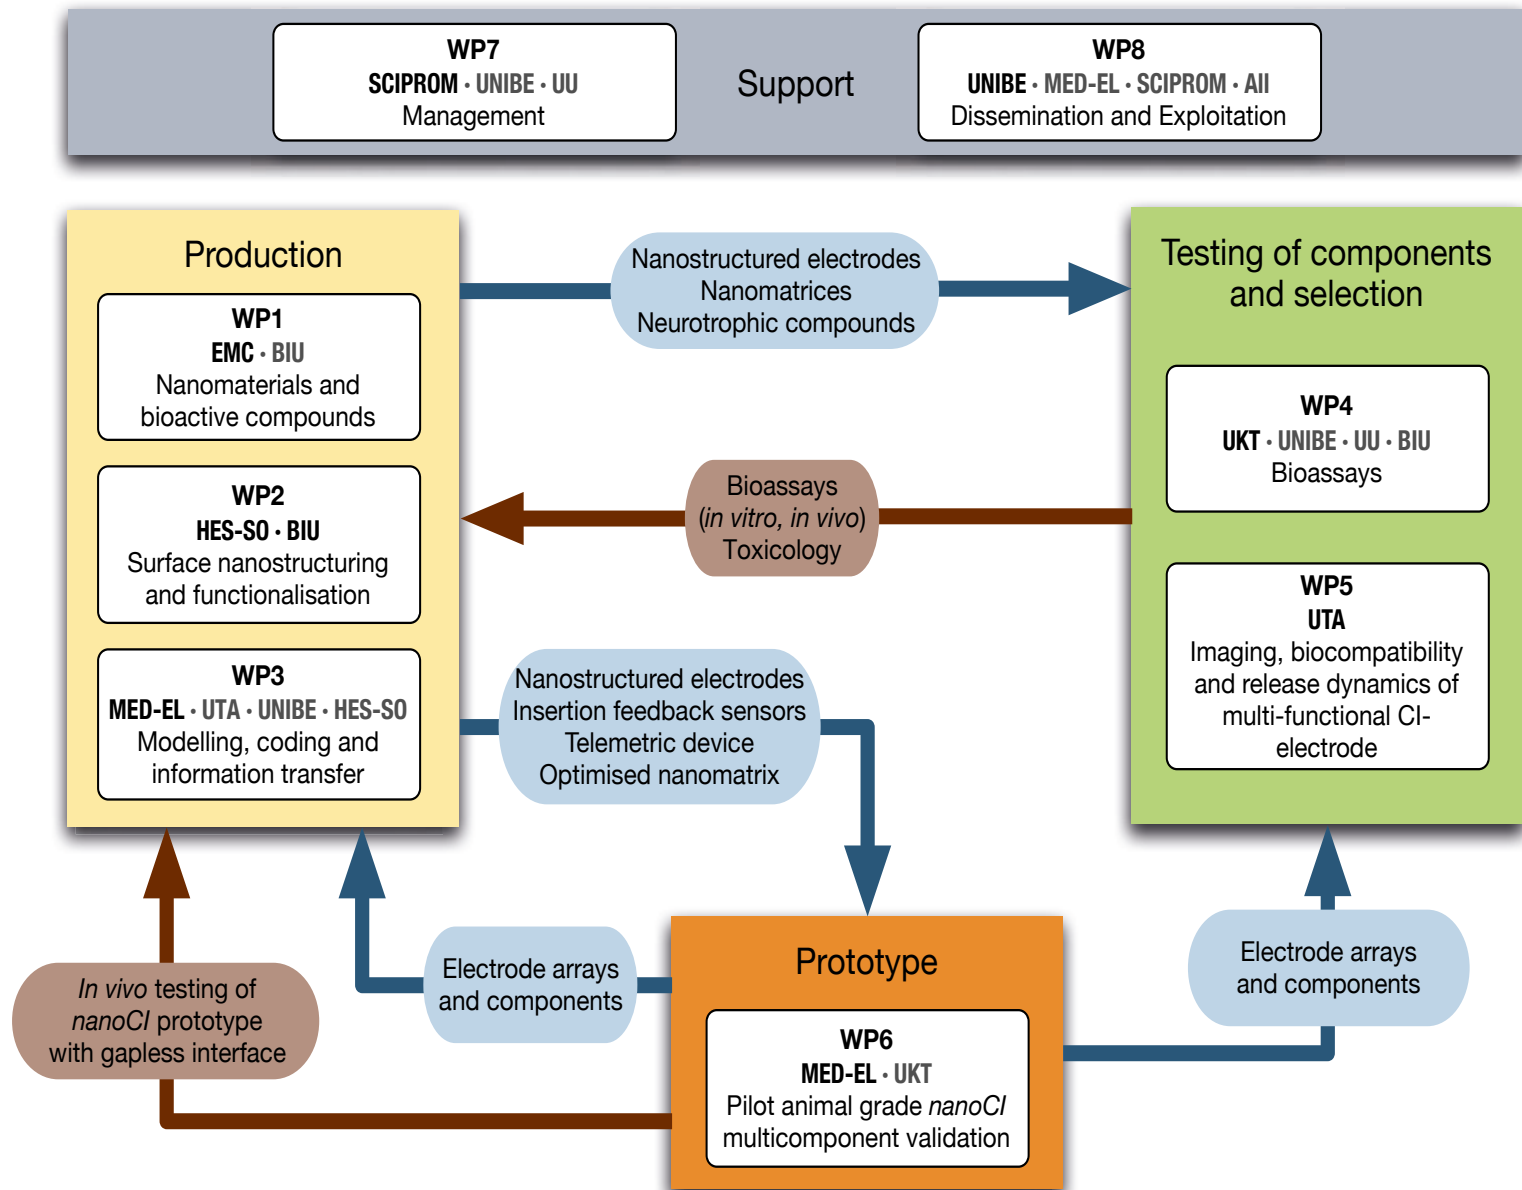 WP7
SCIPROM · UNIBE · UU
Management
Support
WP8
UNIBE · MED-EL · SCIPROM · All
Dissemination and Exploitation
Production
WP1
EMC · BIU
Nanomaterials and
bioactive compounds
WP2
HES-SO · BIU
Surface nanostructuring
and functionalisation
WP3
MED-EL · UTA · UNIBE · HES-SO
Modelling, coding and
information transfer
Nanostructured electrodes
Nanomatrices
Neurotrophic compounds
Bioassays
(in vitro, in vivo)
Toxicology
Nanostructured electrodes
Insertion feedback sensors
Telemetric device
Optimised nanomatrix
Testing of components
and selection
WP4
UKT · UNIBE · UU · BIU
Bioassays
WP5
UTA
Imaging, biocompatibility
and release dynamics of
multi-functional CI-
electrode
In vivo testing of
nanoCI prototype
with gapless interface
Electrode arrays
and components
Prototype
WP6
MED-EL · UKT
Pilot animal grade nanoCI
multicomponent validation
Electrode arrays
and components